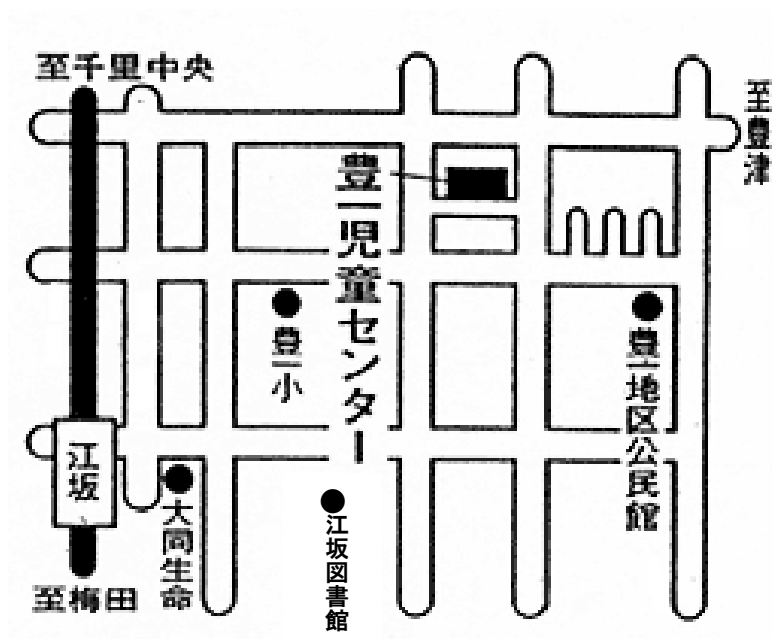 至千里中央
至豊津
豊一児童センター
豊一小
豊一地区公民館
江坂
大同生命
江坂図書館
至梅田